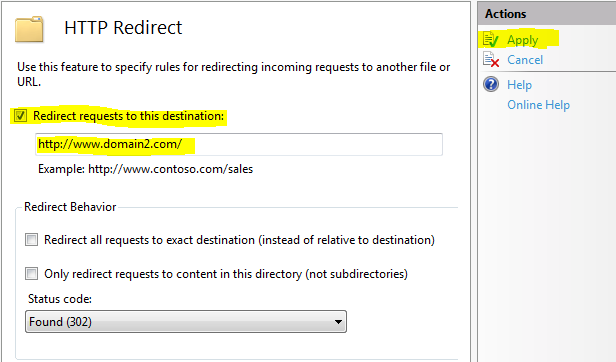 HTTP Redirect
Use this feature to specify rules for redirecting incoming requests to another file or
URL.
Redirect requests to this destination:
http://www.domain2.com/
Example: http://www.contoso.com/sales
Redirect Behavior
Redirect all requests to exact destination (instead of relative to destination)
Only redirect requests to content in this directory (not subdirectories)
Status code:
Found (302)
Actions
Apply
Cancel
Help
Online Help